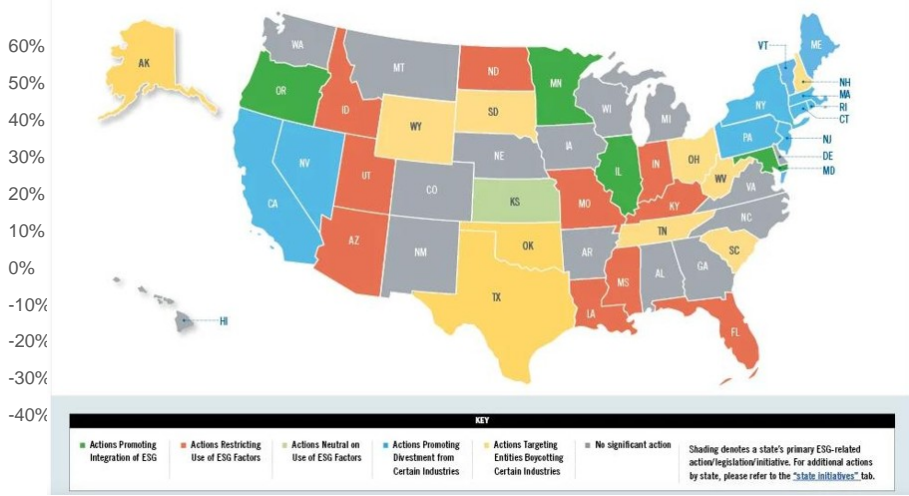 60%
50%
40%
30%
20%
10%
0%
-10%
-20%
-30%
-40%
AK
WA
MT
ND
MN
VT
ME
OR
ID
WY
SD
WI
MI
NY
NH
MA
RI
CT
NV
UT
CO
NE
IA
IL
IN
OH
PA
NJ
DE
MD
CA
AZ
NM
KS
MO
KY
WV
VA
OK
AR
TN
NC
SC
TX
LA
MS
AL
GA
FL
HI
KEY
Actions Promoting
Integration of ESG
Actions Restricting
Use of ESG Factors
Actions Neutral on
Use of ESG Factors
Actions Promoting
Divestment from
Certain Industries
Actions Targeting
Entities Boycotting
Certain Industries
No significant action
Shading denotes a state's primary ESG-related
action/legislation/initiative. For additional actions
by state, please refer to the "state initiatives" tab.